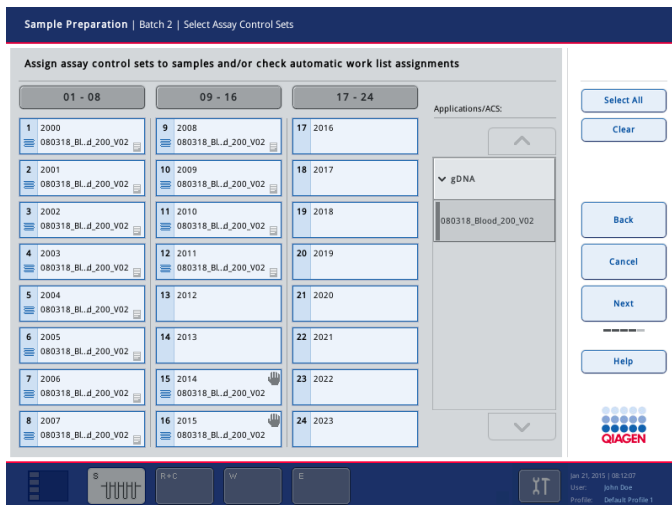 Sample Preparation | Batch 2 | Select Assay Control Sets
Assign assay control sets to samples and/or check automatic work list assignments
01 - 08
09 - 16
17 - 24
Applications/ACS:
1 2000
080318_Bl..d_200_V02
2 2001
080318_Bl..d_200_V02
3 2002
080318_Bl..d_200_V02
4 2003
080318_Bl..d_200_V02
5 2004
080318_Bl..d_200_V02
6 2005
080318_Bl..d_200_V02
7 2006
080318_Bl..d_200_V02
8 2007
080318_Bl..d_200_V02
9 2008
080318_Bl..d_200_V02
10 2009
080318_Bl..d_200_V02
11 2010
080318_Bl..d_200_V02
12 2011
080318_Bl..d_200_V02
13 2012
14 2013
15 2014
080318_Bl..d_200_V02
16 2015
080318_Bl..d_200_V02
17 2016
18 2017
19 2018
20 2019
21 2020
22 2021
23 2022
24 2023
gDNA
080318_Blood_200_V02
Select All
Clear
Back
Cancel
Next
Help
QIAGEN
S
R+C
W
E
Jan 21, 2015 | 08:12:07
User: John Doe
Profile: Default Profile 1